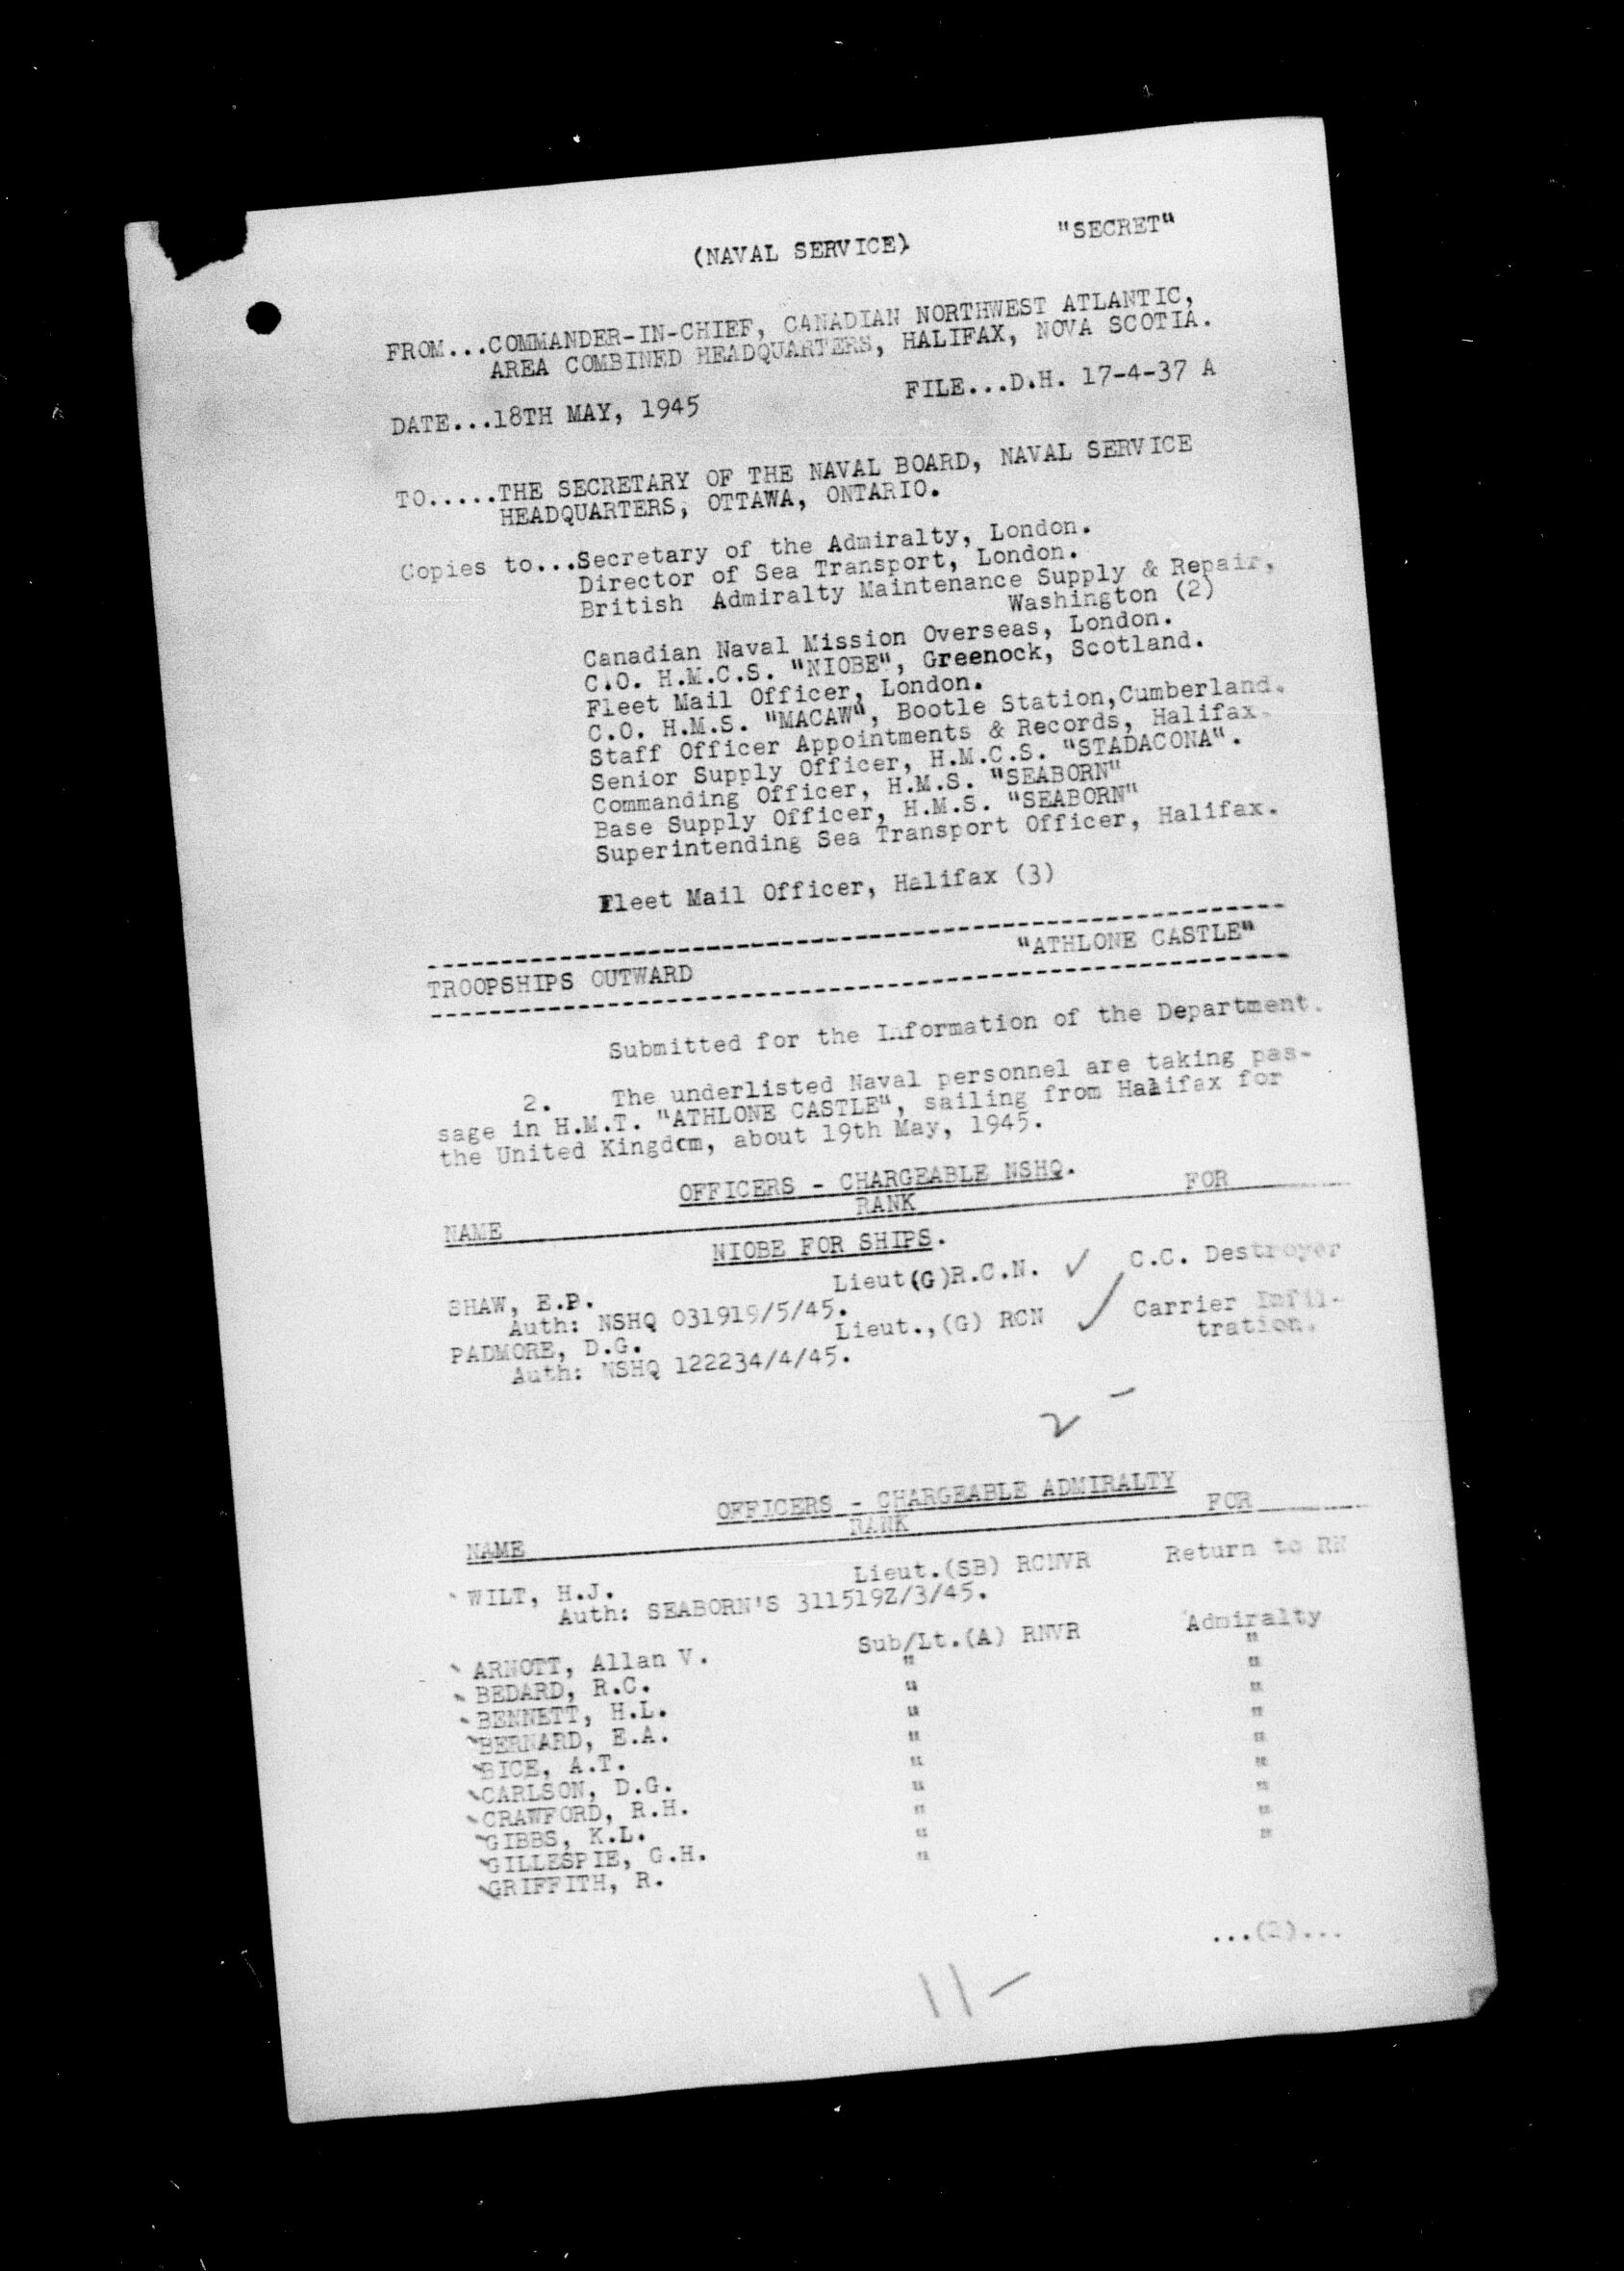 "SECRET"
(NAVAL SERVICE)
FROM...COMMANDER-IN-CHIEF, CANADIAN NORTHWEST ATLANTIC,
AREA COMBINED HEADQUARTERS, HALIFAX, NOVA SCOTIA.
FILE...D.H. 17-4-37 A
DATE...18TH MAY, 1945
TO.....THE SECRETARY OF THE NAVAL BOARD, NAVAL SERVICE
HEADQUARTERS, OTTAWA, ONTARIO.
Copies to...Secretary of the Admiralty, London.
Director of Sea Transport, London.
British Admiralty Maintenance Supply & Repair,
Washington (2)
Canadian Naval Mission Overseas, London.
C.O. H.M.C.S. "NIOBE", Greenock, Scotland.
Fleet Mail Officer, London.
C.O. H.M.S. "MACAW", Bootle Station,Cumberland.
Staff Officer Appointments & Records, Halifax.
Senior Supply Officer, H.M.C.S. "STADACONA".
Commanding Officer, H.M.S. "SEABORN"
Base Supply Officer, H.M.S. "SEABORN"
Superintending Sea Transport Officer, Halifax.
Fleet Mail Officer, Halifax (3)
TROOPSHIPS OUTWARD "ATHLONE CASTLE"
Submitted for the Information of the Department.
2. The underlisted Naval personnel are taking pas-
sage in H.M.T. "ATHLONE CASTLE", sailing from Halifax for
the United Kingdom, about 19th May, 1945.
OFFICERS - CHARGEABLE NSHQ.
NAME RANK FOR
NIOBE FOR SHIPS.
SHAW, E.P. Lieut(G)R.C.N. ✓ C.C. Destroyer
Auth: NSHQ 031919/5/45.
PADMORE, D.G. Lieut.,(G) RCN ✓ Carrier Infil-
tration.
Auth: NSHQ 122234/4/45.
2 -
OFFICERS - CHARGEABLE ADMIRALTY
NAME RANK FOR
WILT, H.J. Lieut.(SB) RCNVR Return to RN
Auth: SEABORN'S 311519Z/3/45.
ARNOTT, Allan V. Sub/Lt.(A) RNVR Admiralty
BEDARD, R.C. " "
BENNETT, H.L. " "
BERNARD, E.A. " "
BICE, A.T. " "
CARLSON, D.G. " "
CRAWFORD, R.H. " "
GIBBS, K.L. " "
GILLESPIE, G.H. " "
GRIFFITH, R. " "
...(2)...
11-